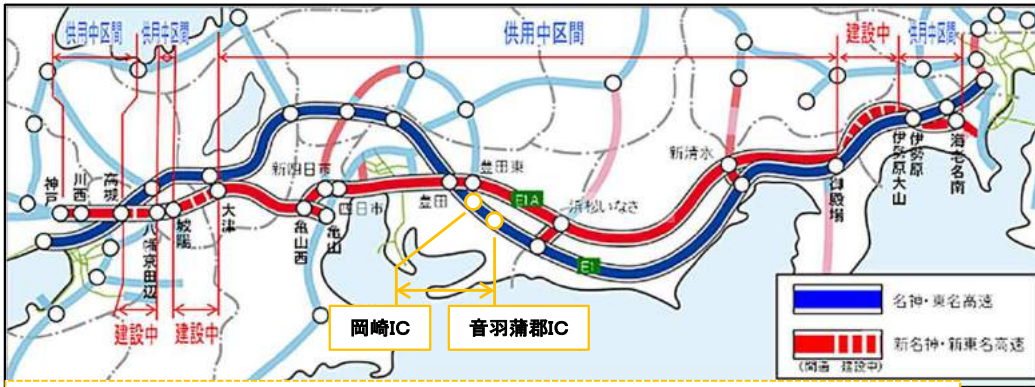 供用中区間
供用中区間
供用中区間
建設中
供用中区間
神戸
川西
高槻
八幡京田辺
城陽
大津
新四日市
四日市
亀山西
亀山
豊田
豊田東
E1A
浜松いなさ
新清水
御殿場
伊勢原大山
伊勢原
海老名南
E1
建設中
建設中
岡崎IC
音羽蒲郡IC
名神・東名高速
新名神・新東名高速
(開通 建設中)